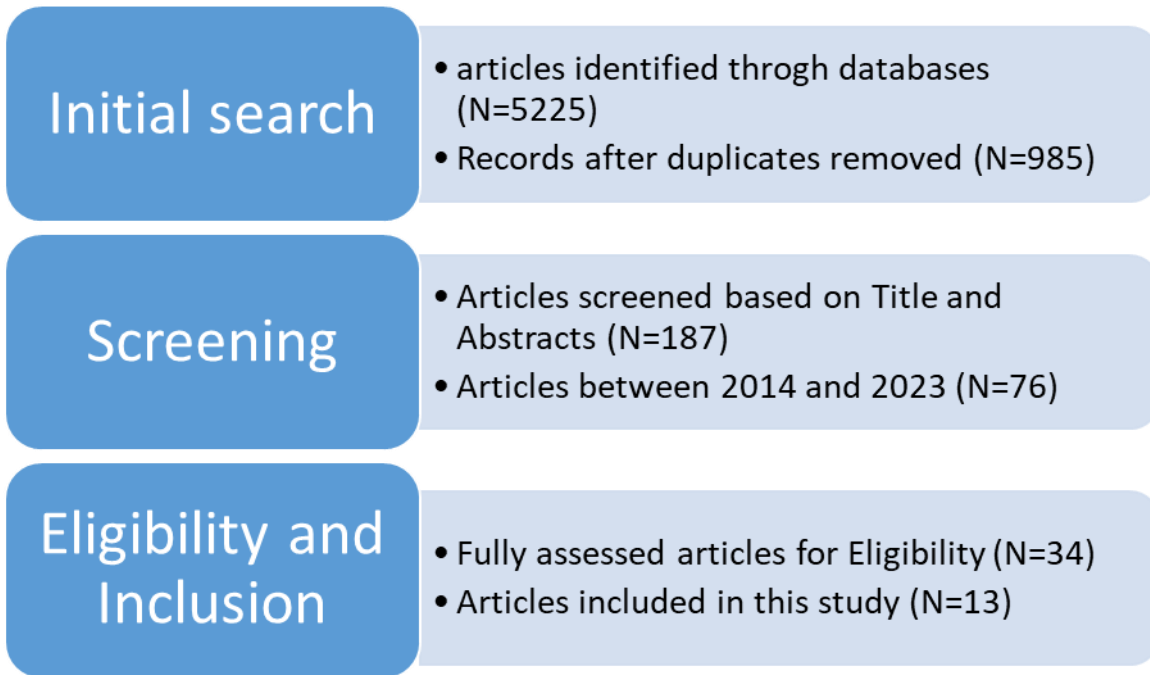 Initial search
• articles identified throgh databases
(N=5225)
• Records after duplicates removed (N=985)
Screening
• Articles screened based on Title and
Abstracts (N=187)
• Articles between 2014 and 2023 (N=76)
Eligibility and
Inclusion
• Fully assessed articles for Eligibility (N=34)
• Articles included in this study (N=13)